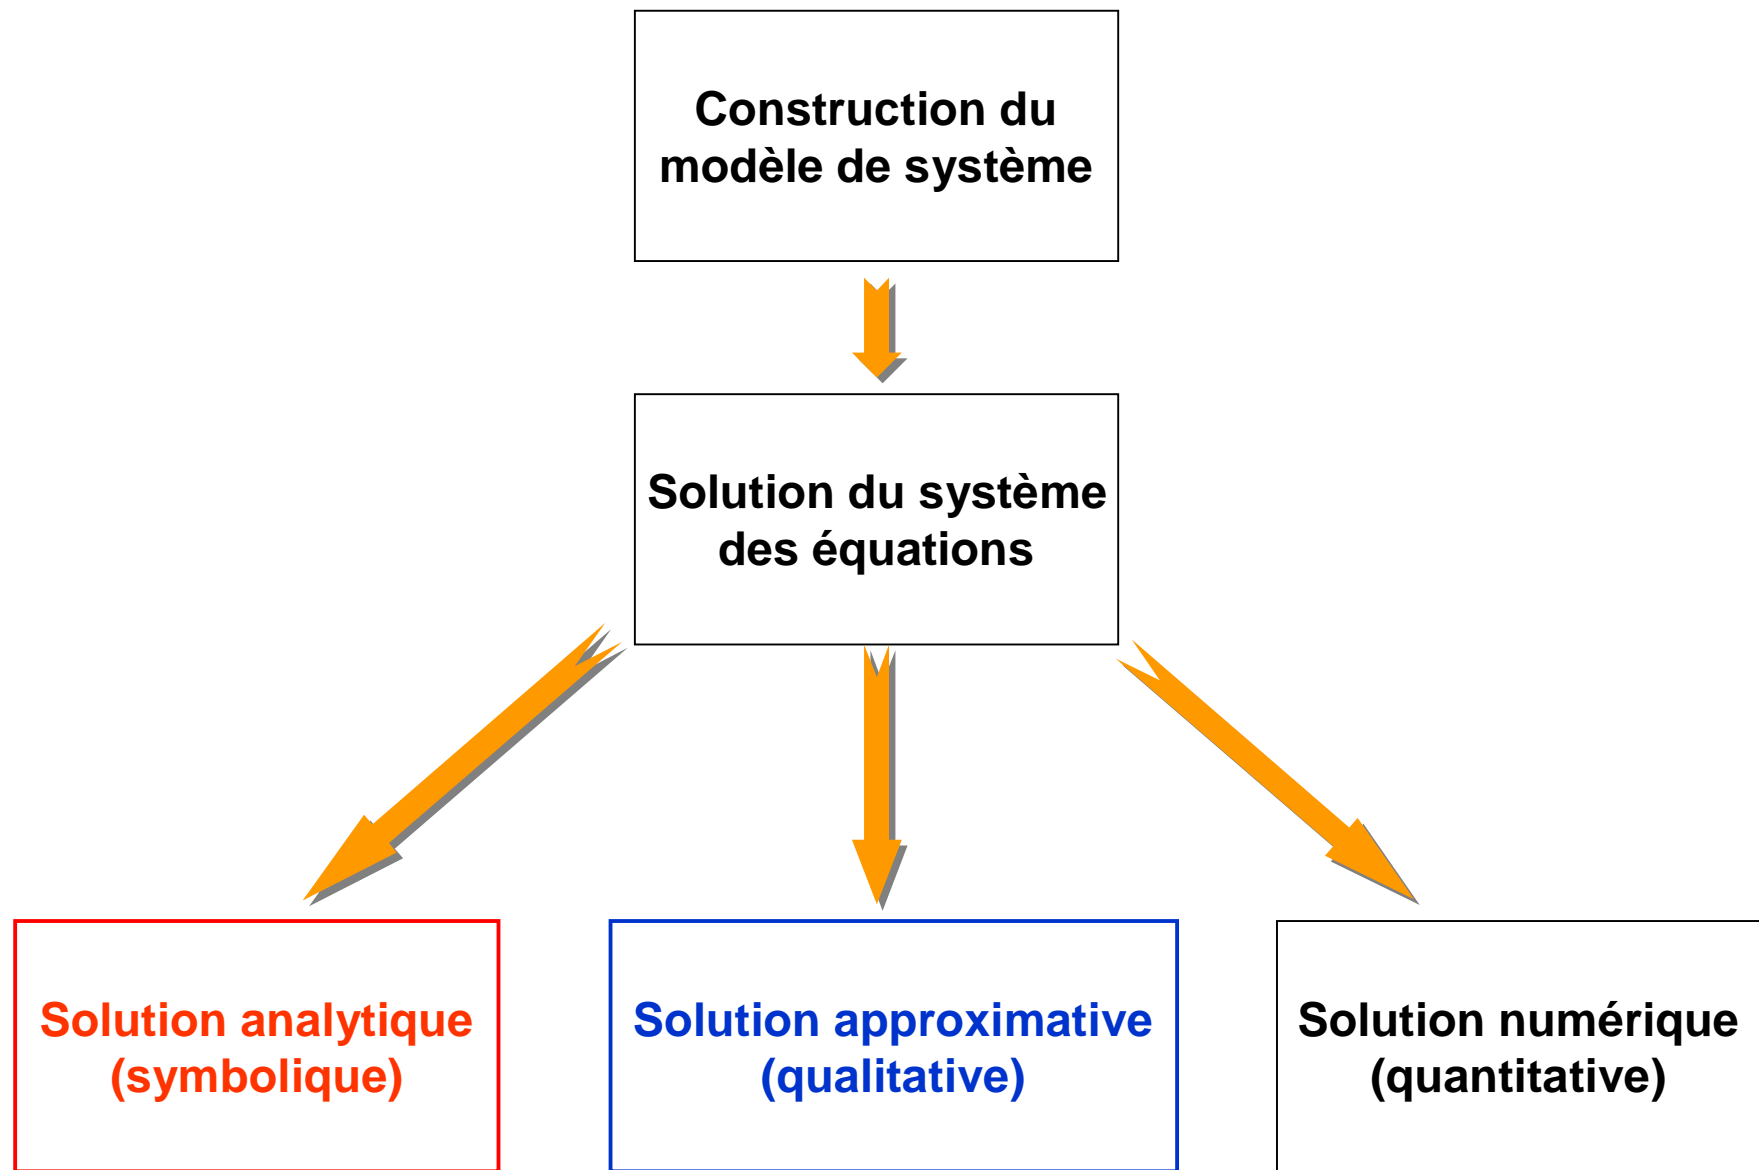 Construction du
modèle de système
Solution du système
des équations
Solution analytique
(symbolique)
Solution approximative
(qualitative)
Solution numérique
(quantitative)